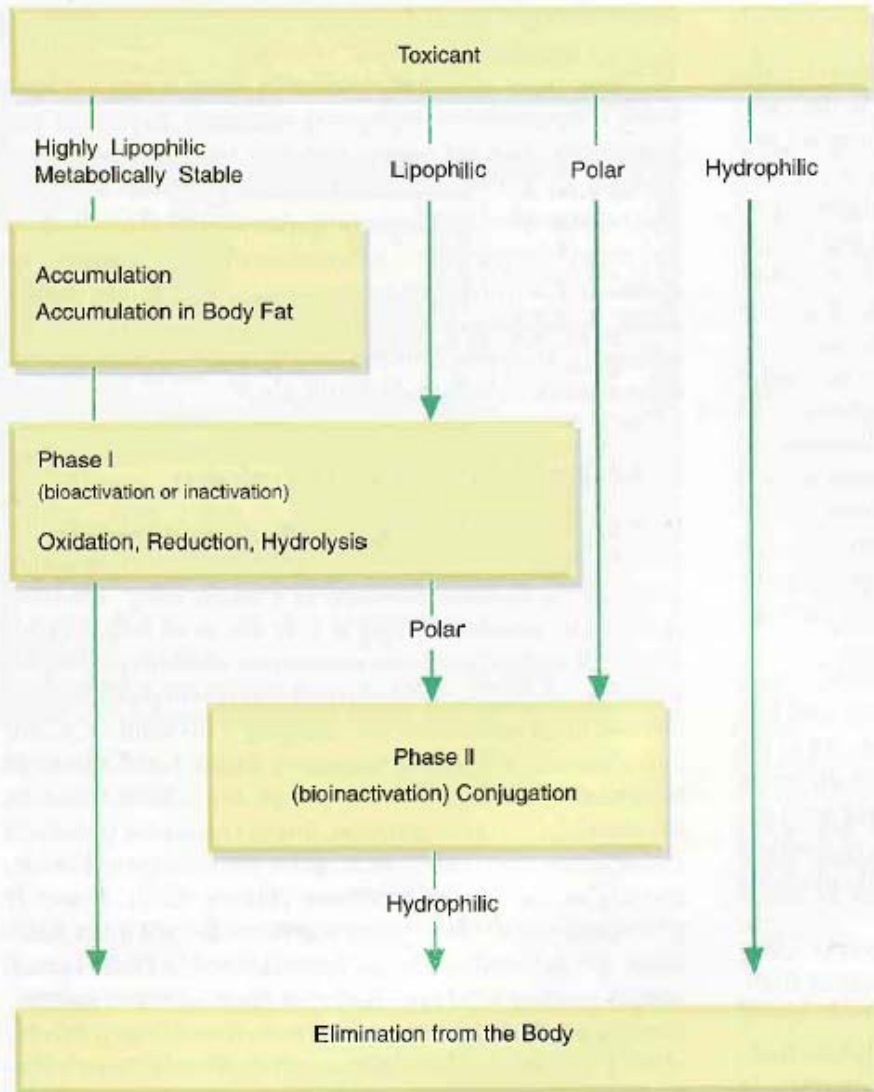 Toxicant
Highly Lipophilic
Metabolically Stable
Lipophilic
Polar
Hydrophilic
Accumulation
Accumulation in Body Fat
Phase I
(bioactivation or inactivation)
Oxidation, Reduction, Hydrolysis
Polar
Phase II
(bioinactivation) Conjugation
Hydrophilic
Elimination from the Body